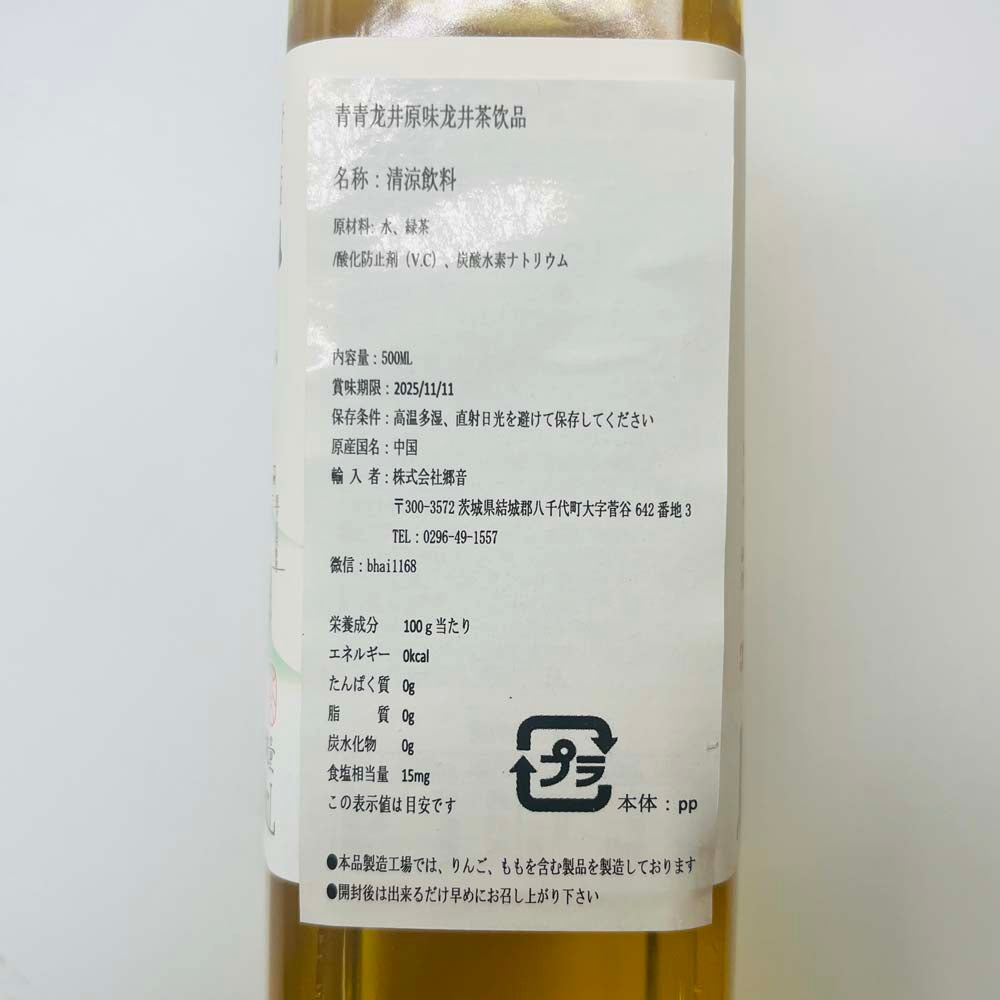 青青龙井原味龙井茶饮品
名称：清涼飲料
原材料: 水、緑茶
/酸化防止剤（V.C）、炭酸水素ナトリウム
内容量：500ML
賞味期限：2025/11/11
保存条件：高温多湿、直射日光を避けて保存してください
原産国名：中国
輸入者：株式会社郷音
〒300-3572 茨城県結城郡八千代町大字菅谷 642 番地 3
TEL：0296-49-1557
微信：bhai1168
栄養成分 100ｇ当たり
エネルギー 0kcal
たんぱく質 0g
脂 質 0g
炭水化物 0g
食塩相当量 15mg
この表示値は目安です
プラ
本体：pp
●本品製造工場では、りんご、ももを含む製品を製造しております
●開封後は出来るだけ早めにお召し上がり下さい